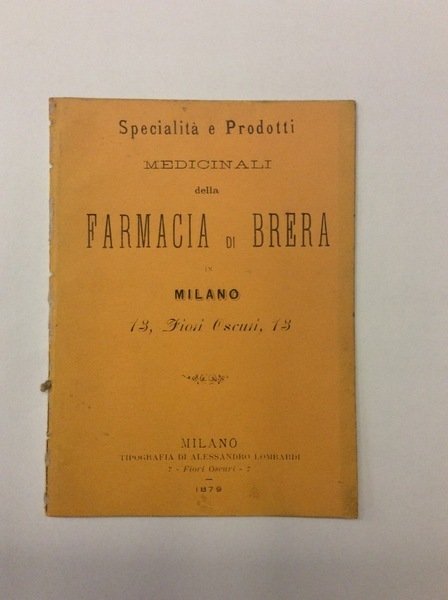 Specialità e Prodotti
MEDICINALI
della
FARMACIA DI BRERA
IN
MILANO
13, Fiori Oscuri, 13
MILANO
TIPOGRAFIA DI ALESSANDRO LOMBARDI
7 - Fiori Oscuri - 7
1879